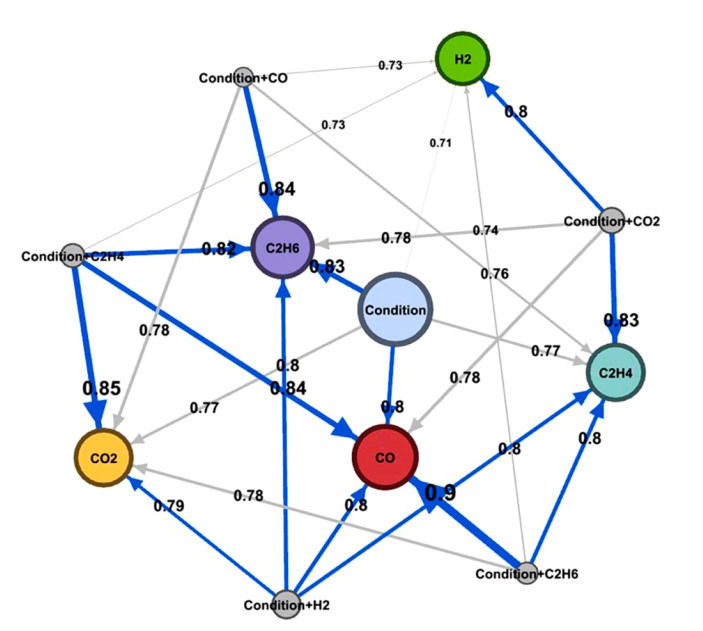 H2
0.73
Condition+CO
0.8
0.73
0.71
0.84
Condition+CO2
0.74
0.78
C2H6
0.82
Condition+C2H4
0.83
0.76
Condition
0.83
0.78
0.77
0.8
C2H4
0.78
0.84
0.85
0.77
0.8
0.8
0.8
CO2
CO
0.9
0.78
0.79
0.8
Condition+C2H6
Condition+H2